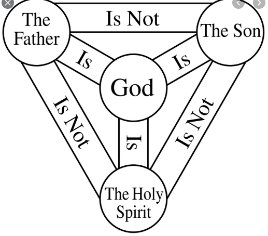 The
Father
Is Not
The Son
Is
Is
God
Is Not
Is
Is Not
The Holy
Spirit